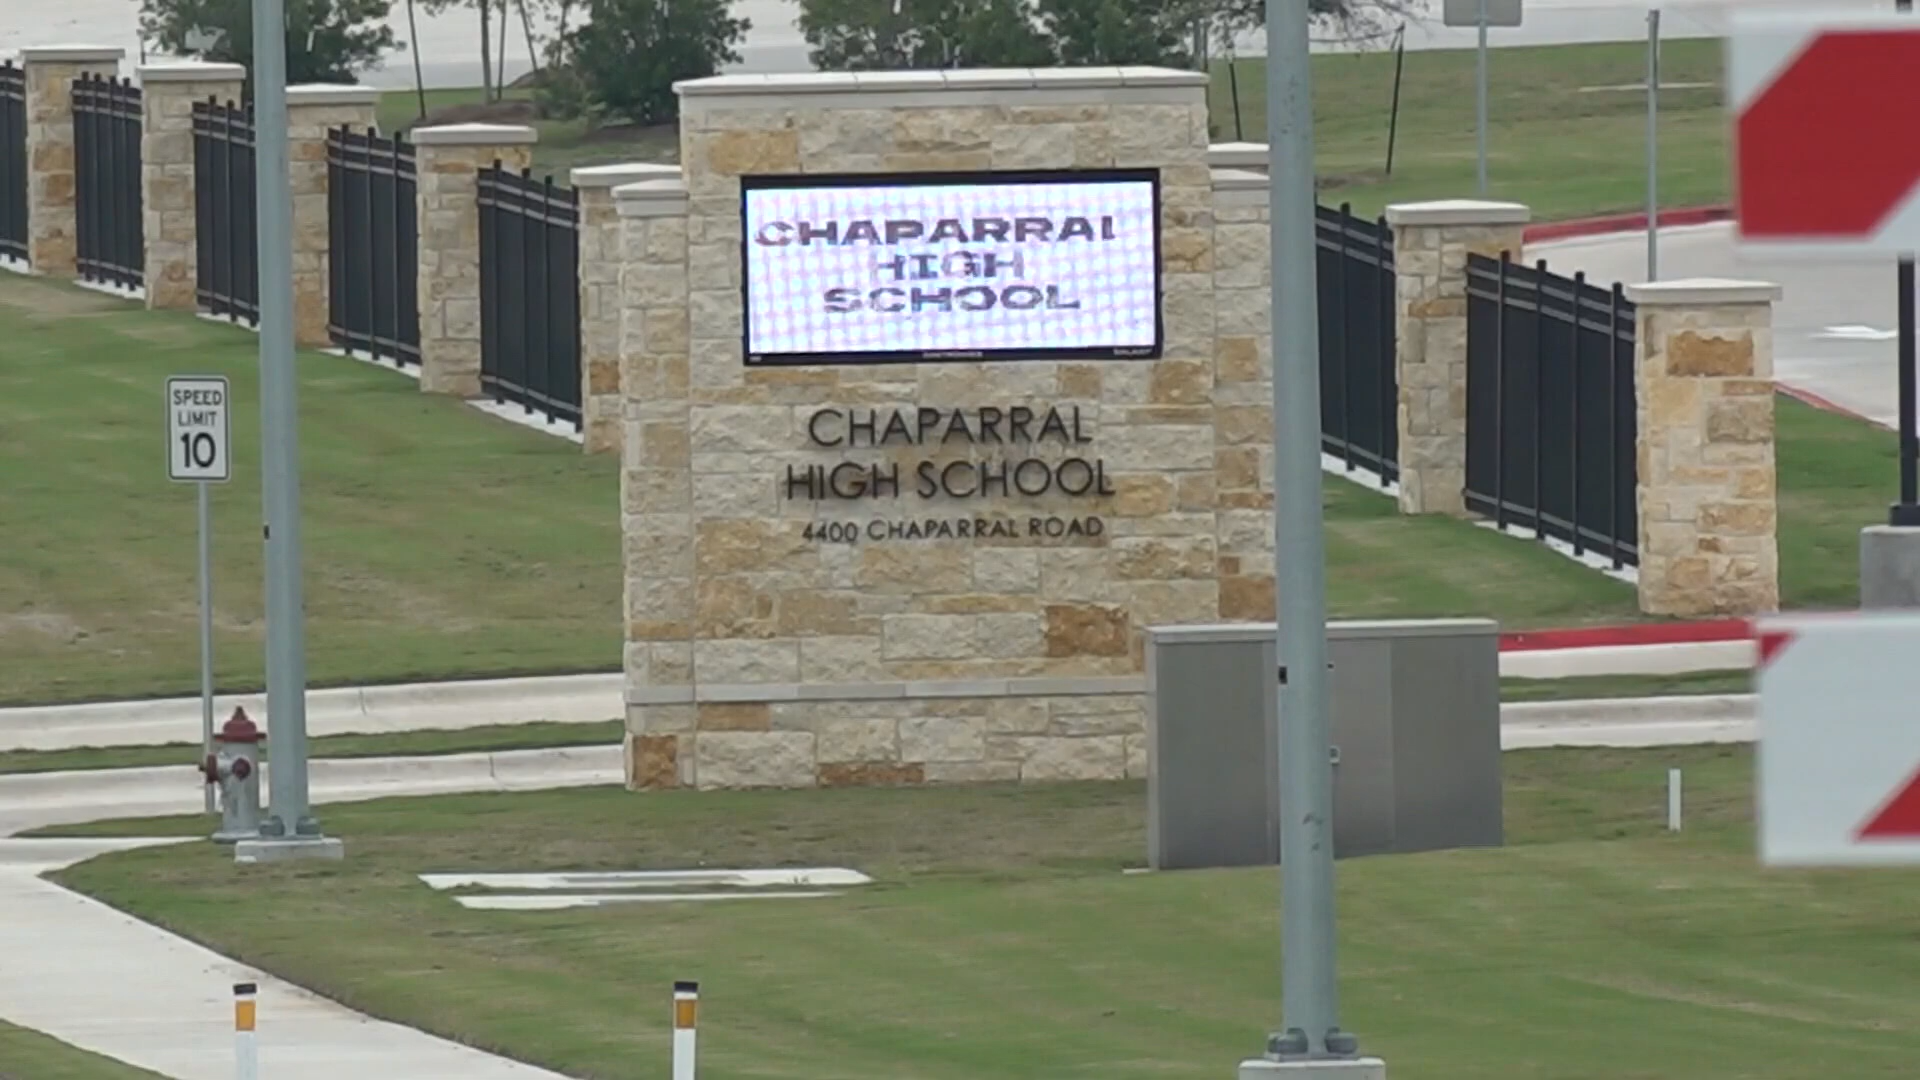 CHAPARRAL
HIGH
SCHOOL
CHAPARRAL
HIGH SCHOOL
4400 CHAPARRAL ROAD
SPEED
LIMIT
10